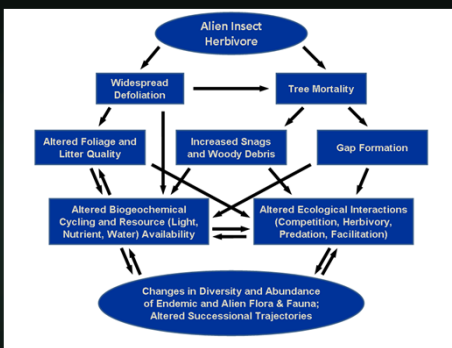 Alien Insect
Herbivore
Widespread
Defoliation
Tree Mortality
Altered Foliage and
Litter Quality
Increased Snags
and Woody Debris
Gap Formation
Altered Biogeochemical
Cycling and Resource (Light,
Nutrient, Water) Availability
Altered Ecological Interactions
(Competition, Herbivory,
Predation, Facilitation)
Changes in Diversity and Abundance
of Endemic and Alien Flora & Fauna;
Altered Successional Trajectories